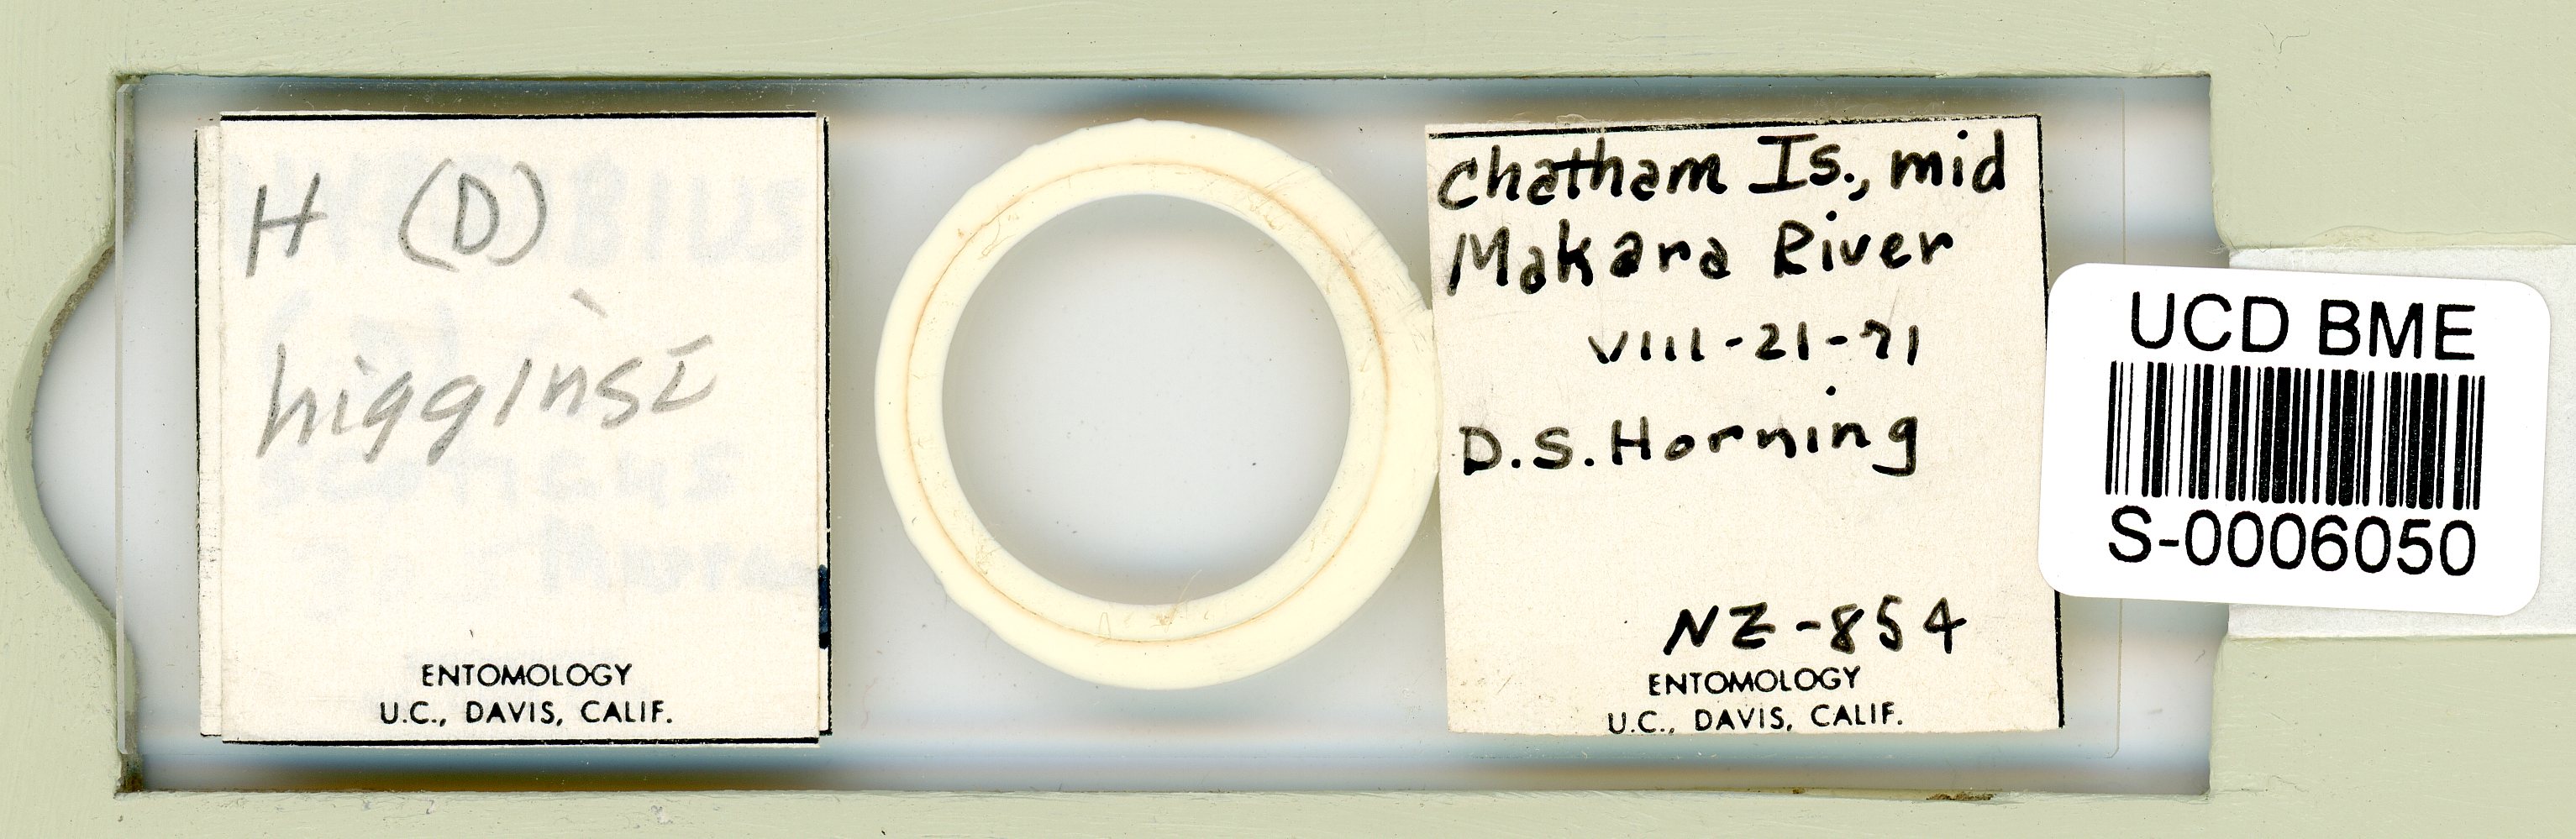 H (D)
higginsi
ENTOMOLOGY
U.C., DAVIS, CALIF.
Chatham Is., mid
Makara River
VIII-21-71
D.S. Horning
NZ-854
ENTOMOLOGY
U.C., DAVIS, CALIF.
UCD BME
S-0006050